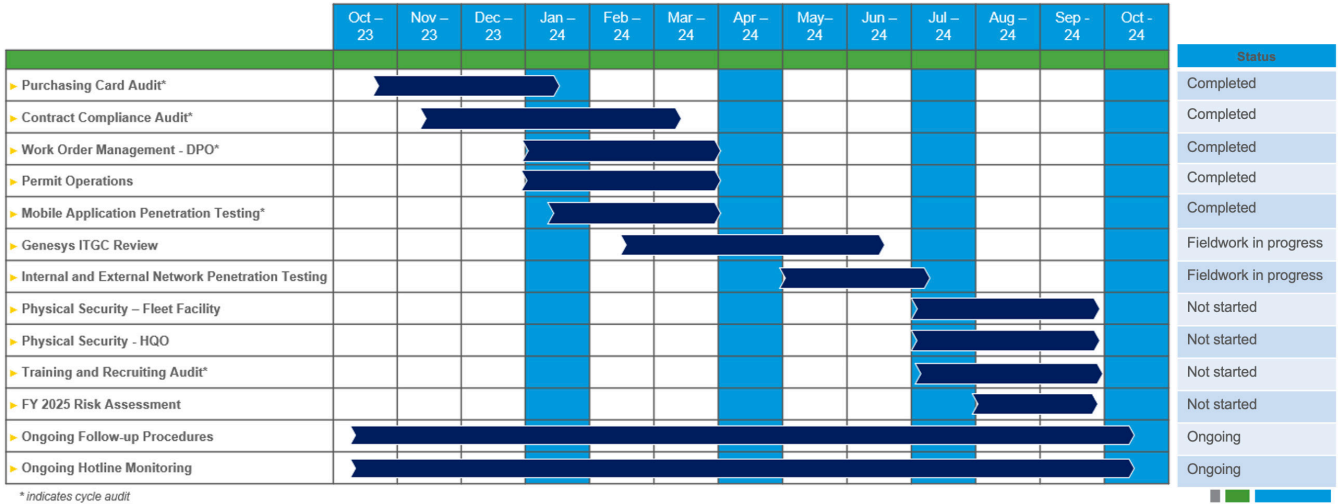 Oct – Nov – Dec – Jan – Feb – Mar – Apr – May– Jun – Jul – Aug – Sep - Oct -
23 23 23 24 24 24 24 24 24 24 24 24 24
Status
Purchasing Card Audit* Completed
Contract Compliance Audit* Completed
Work Order Management - DPO* Completed
Permit Operations Completed
Mobile Application Penetration Testing* Completed
Genesys ITGC Review Fieldwork in progress
Internal and External Network Penetration Testing Fieldwork in progress
Physical Security – Fleet Facility Not started
Physical Security - HQO Not started
Training and Recruiting Audit* Not started
FY 2025 Risk Assessment Not started
Ongoing Follow-up Procedures Ongoing
Ongoing Hotline Monitoring Ongoing
* indicates cycle audit